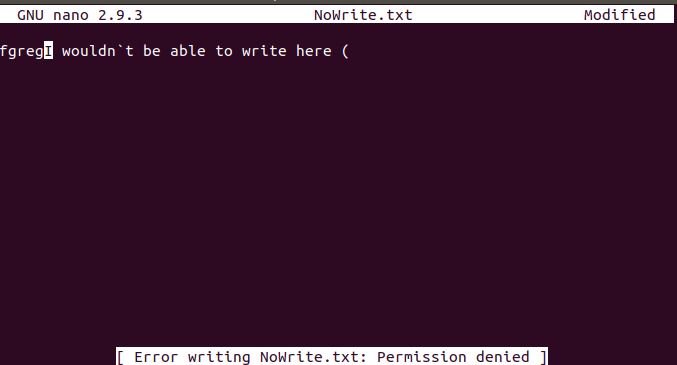 GNU nano 2.9.3 NoWrite.txt Modified
fgregI wouldn`t be able to write here (
[ Error writing NoWrite.txt: Permission denied ]